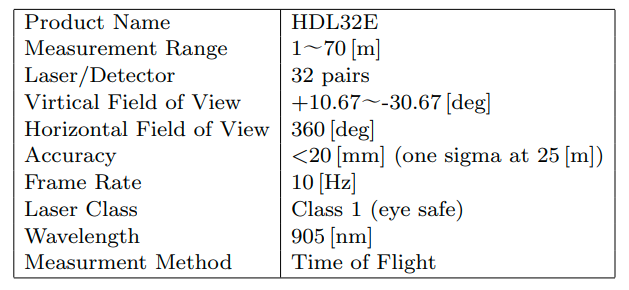 Product Name HDL32E
Measurement Range 1∼70 [m]
Laser/Detector 32 pairs
Virtical Field of View +10.67∼-30.67 [deg]
Horizontal Field of View 360 [deg]
Accuracy <20 [mm] (one sigma at 25 [m])
Frame Rate 10 [Hz]
Laser Class Class 1 (eye safe)
Wavelength 905 [nm]
Measurment Method Time of Flight